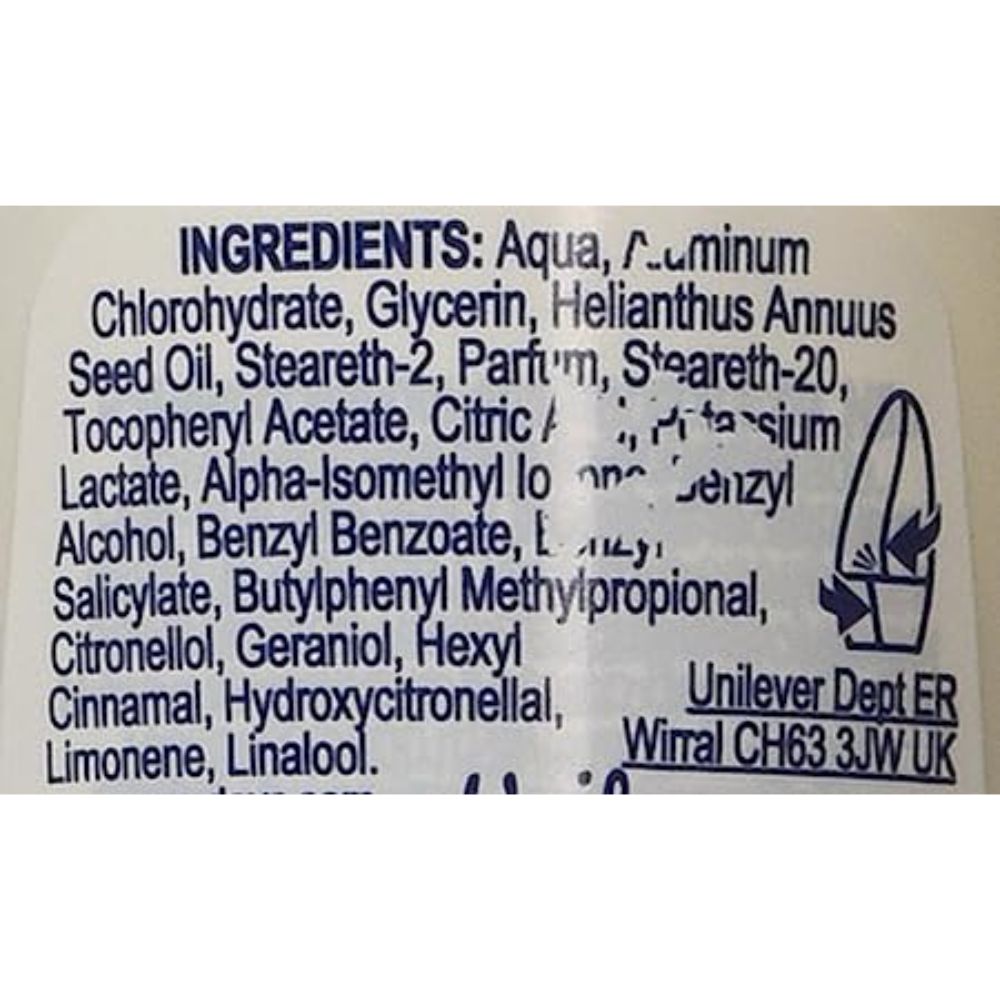 INGREDIENTS: Aqua,
Chlorohydrate, Glycerin, Helianthus Annuus
Seed Oil, Steareth-2, Parfum, Steareth-20,
Tocopheryl Acetate, Citric
Lactate, Alpha-Isomethyl
Alcohol, Benzyl Benzoate,
Salicylate, Butylphenyl Methylpropional,
Citronellol, Geraniol, Hexyl
Cinnamal, Hydroxycitronellal,
Limonene, Linalool.
Unilever Dept ER
Wirral CH63 3JW UK